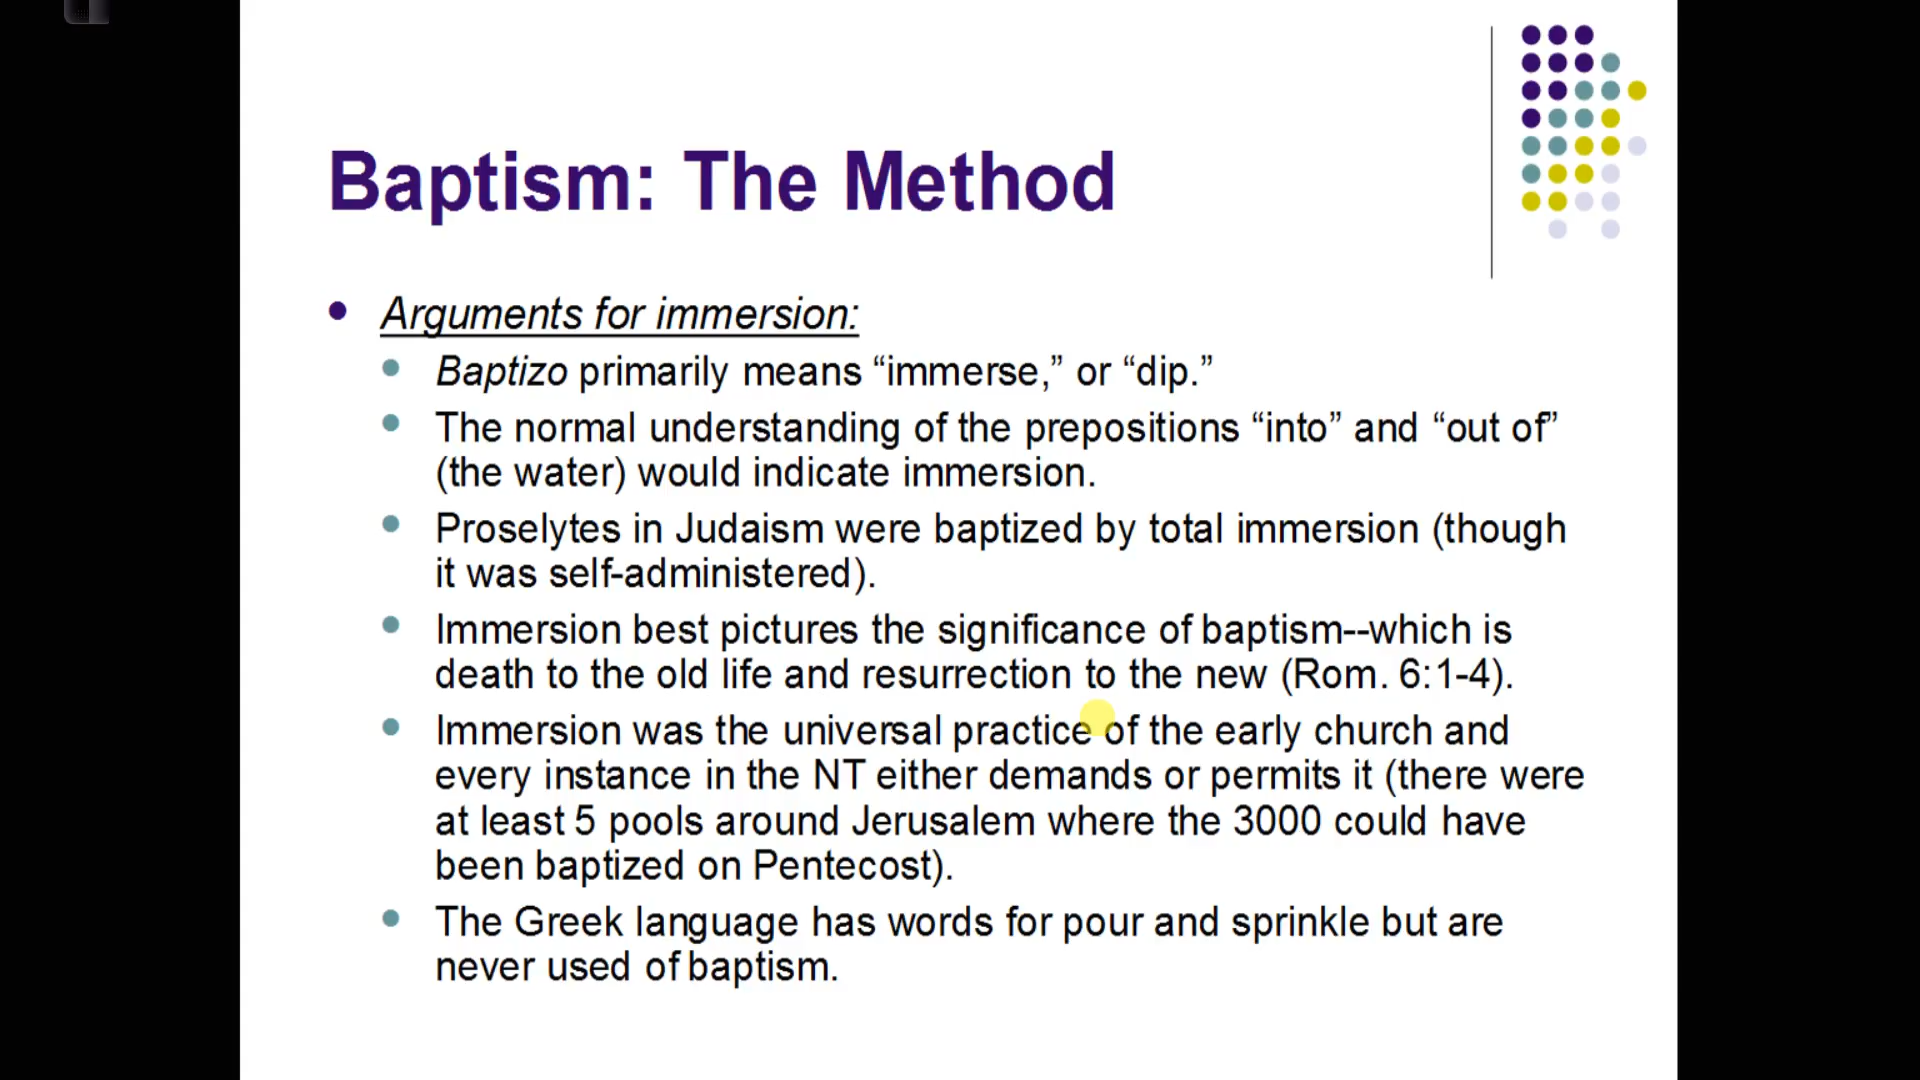 Baptism: The Method
Arguments for immersion:
Baptizo primarily means “immerse,” or “dip.”
The normal understanding of the prepositions “into” and “out of”
(the water) would indicate immersion.
Proselytes in Judaism were baptized by total immersion (though
it was self-administered).
Immersion best pictures the significance of baptism--which is
death to the old life and resurrection to the new (Rom. 6:1-4).
Immersion was the universal practice of the early church and
every instance in the NT either demands or permits it (there were
at least 5 pools around Jerusalem where the 3000 could have
been baptized on Pentecost).
The Greek language has words for pour and sprinkle but are
never used of baptism.